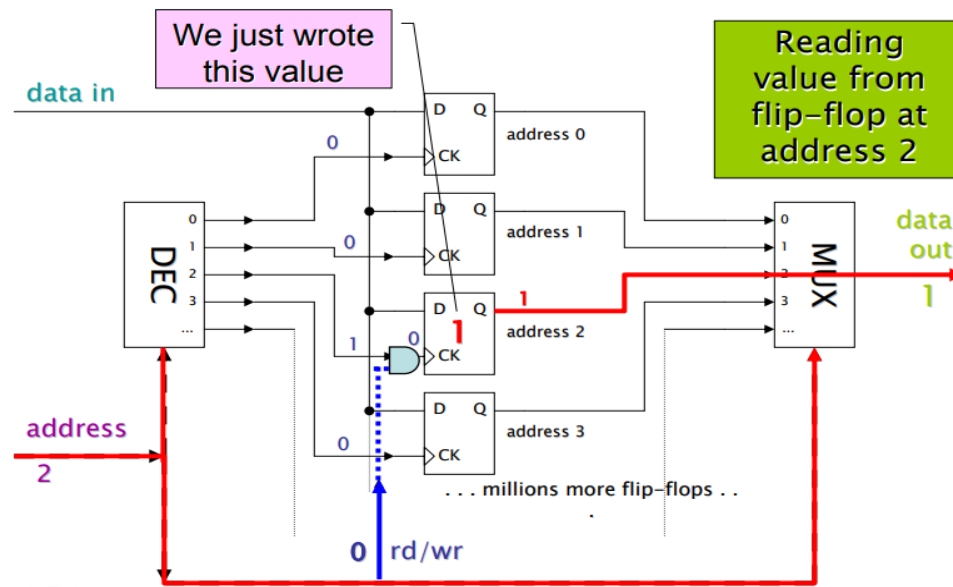 We just wrote
this value
Reading
value from
flip-flop at
address 2
data in
D Q
address 0
CK
0
D Q
address 1
CK
0
D Q
1
1
address 2
CK
1
0
D Q
address 3
CK
0
DEC
0
1
2
3
...
MUX
0
1
2
3
...
data
out
1
address
2
. . . millions more flip-flops . .
.
0 rd/wr